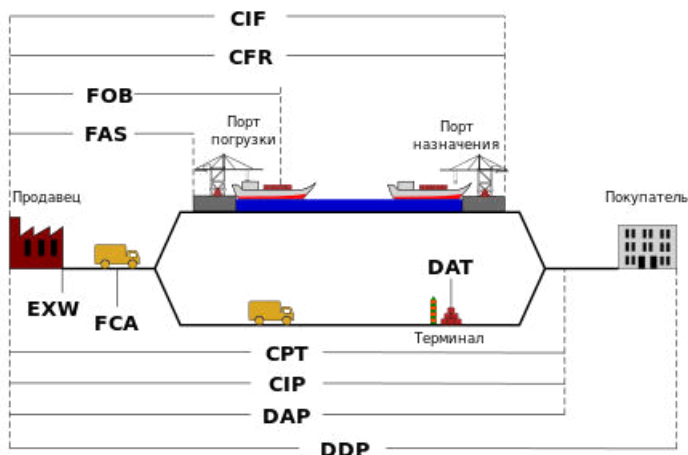 CIF
CFR
FOB
FAS
Порт
погрузки
Порт
назначения
Продавец
Покупатель
DAT
EXW
FCA
Терминал
CPT
CIP
DAP
DDP